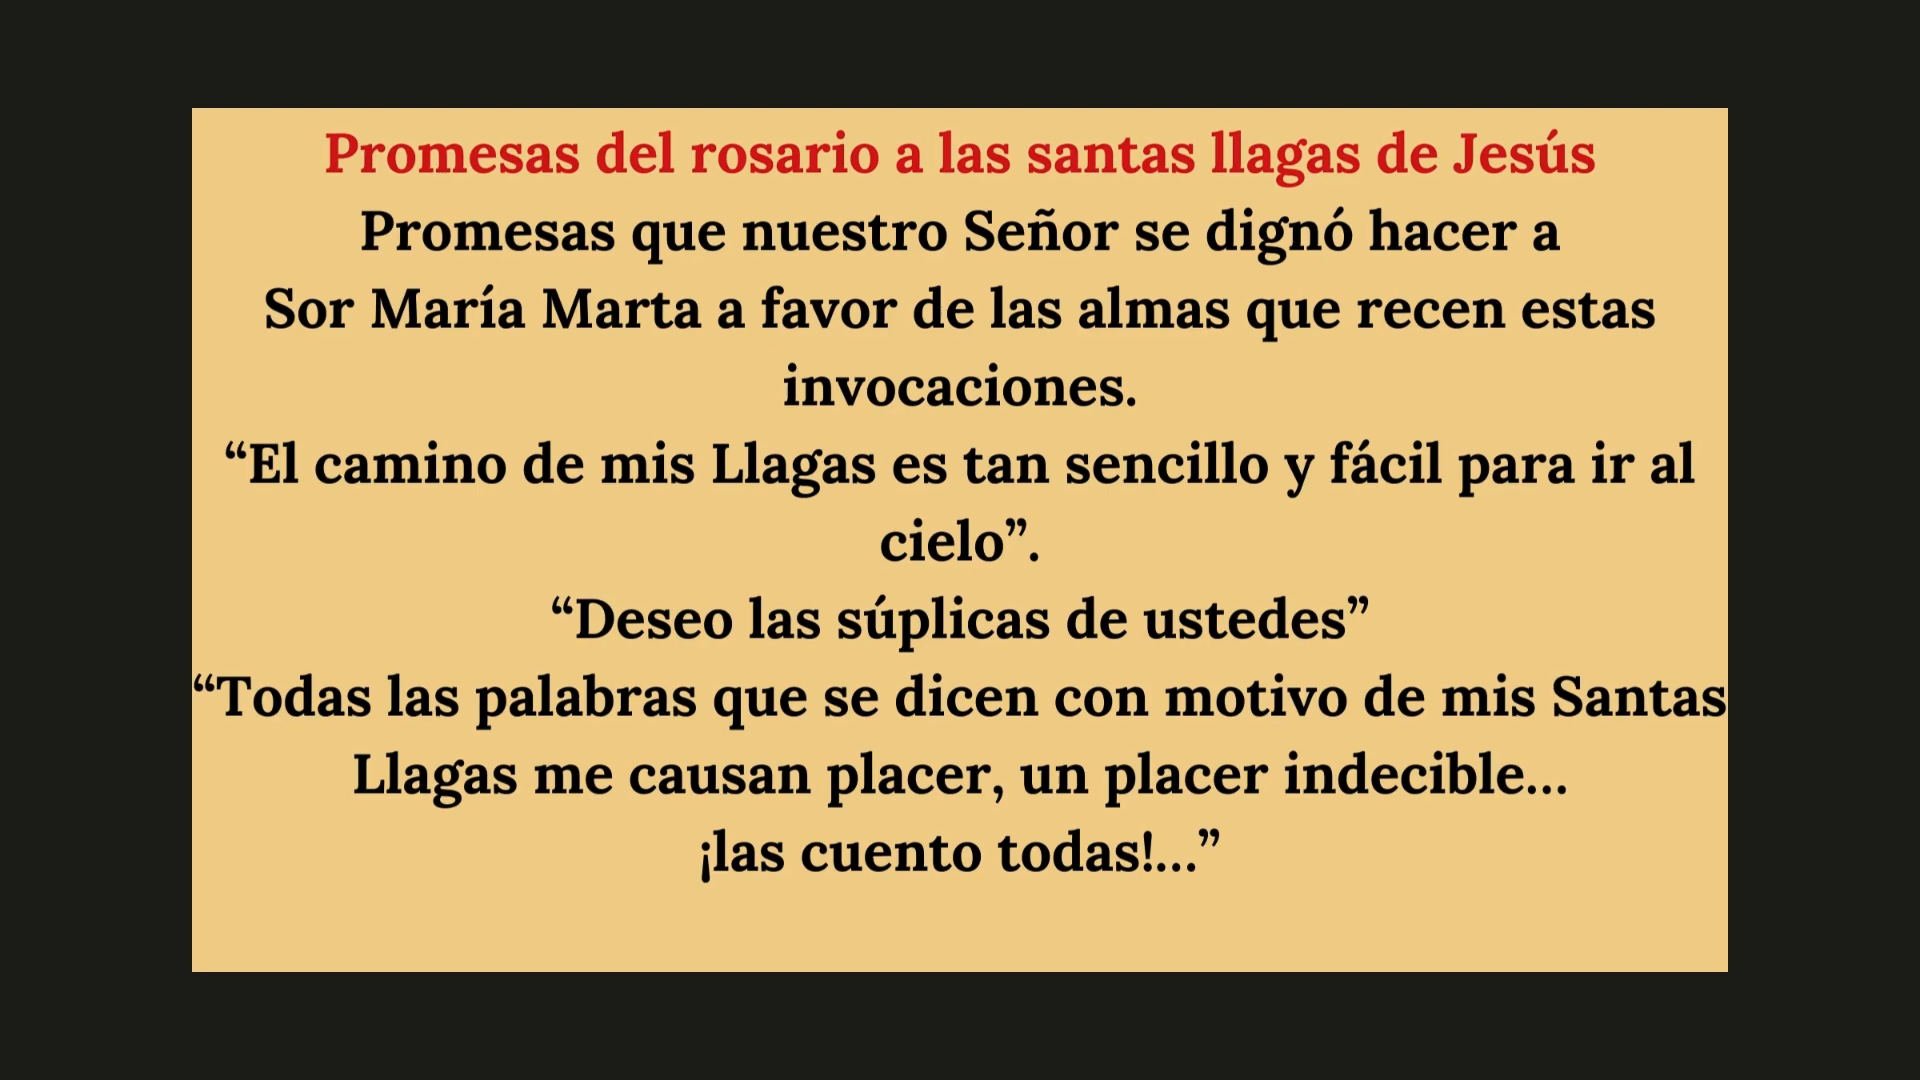 Promesas del rosario a las santas llagas de Jesús
Promesas que nuestro Señor se dignó hacer a
Sor María Marta a favor de las almas que recen estas
invocaciones.
“El camino de mis Llagas es tan sencillo y fácil para ir al
cielo”.
“Deseo las súplicas de ustedes”
“Todas las palabras que se dicen con motivo de mis Santas
Llagas me causan placer, un placer indecible...
¡las cuento todas!...”